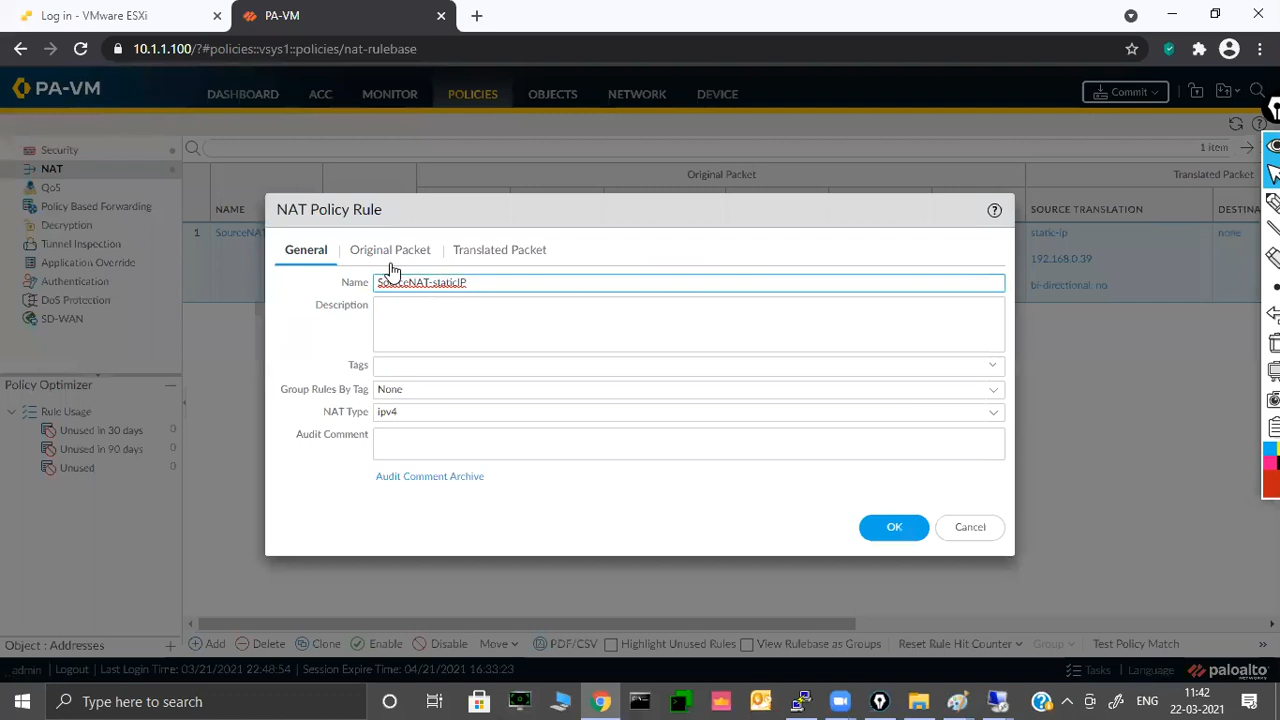 Log in - VMware ESXi
PA-VM
10.1.1.100/?#policies::vsys1::policies/nat-rulebase
PA-VM
DASHBOARD ACC MONITOR POLICIES OBJECTS NETWORK DEVICE
Commit
Security
NAT
QoS
Policy Based Forwarding
Decryption
Tunnel Inspection
Application Override
Authentication
DoS Protection
SD-WAN
1 item
Original Packet Translated Packet
NAME SOURCE TRANSLATION
1 SourceNAT static-ip none
192.168.0.39
bi-directional: no
NAT Policy Rule
General Original Packet Translated Packet
Name SourceNAT-staticIP
Description
Tags
Group Rules By Tag None
NAT Type ipv4
Audit Comment
Audit Comment Archive
OK Cancel
Policy Optimizer
Rule Usage
Unused in 30 days 0
Unused in 90 days 0
Unused 0
Object : Addresses
Add Delete Clone Enable Disable Move PDF/CSV Highlight Unused Rules View Rulebase as Groups Reset Rule Hit Counter Group Test Policy Match
admin Logout Last Login Time: 03/21/2021 22:48:54 Session Expire Time: 04/21/2021 16:33:23 Tasks Language paloalto
Type here to search
ENG
11:42
22-03-2021